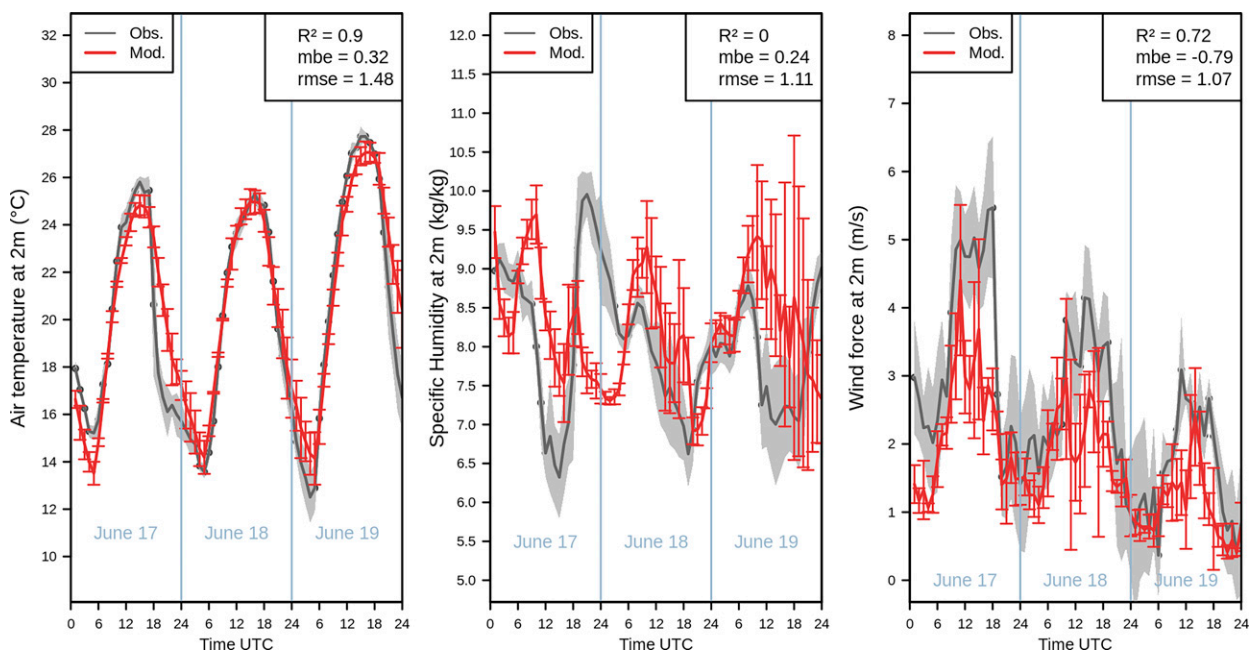 Obs.
Mod.
R² = 0.9
mbe = 0.32
rmse = 1.48
Air temperature at 2m (°C)
32
30
28
26
24
22
20
18
16
14
12
10
June 17
June 18
June 19
0 6 12 18 24 6 12 18 24 6 12 18 24
Time UTC
Obs.
Mod.
R² = 0
mbe = 0.24
rmse = 1.11
Specific Humidity at 2m (kg/kg)
12.0
11.5
11.0
10.5
10.0
9.5
9.0
8.5
8.0
7.5
7.0
6.5
6.0
5.5
5.0
June 17
June 18
June 19
0 6 12 18 24 6 12 18 24 6 12 18 24
Time UTC
Obs.
Mod.
R² = 0.72
mbe = -0.79
rmse = 1.07
Wind force at 2m (m/s)
8
7
6
5
4
3
2
1
0
June 17
June 18
June 19
0 6 12 18 24 6 12 18 24 6 12 18 24
Time UTC